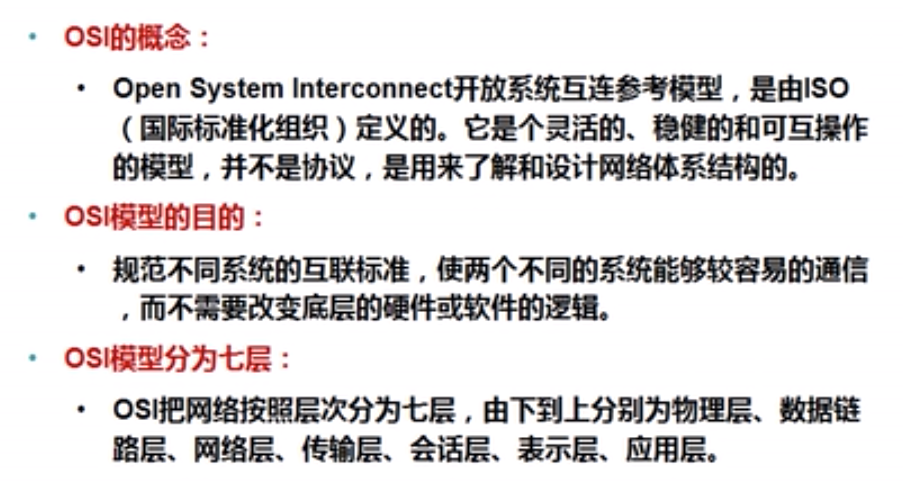 • OSI的概念：
• Open System Interconnect开放系统互连参考模型，是由ISO
（国际标准化组织）定义的。它是个灵活的、稳健的和可互操作
的模型，并不是协议，是用来了解和设计网络体系结构的。
• OSI模型的目的：
• 规范不同系统的互联标准，使两个不同的系统能够较容易的通信
，而不需要改变底层的硬件或软件的逻辑。
• OSI模型分为七层：
• OSI把网络按照层次分为七层，由下到上分别为物理层、数据链
路层、网络层、传输层、会话层、表示层、应用层。